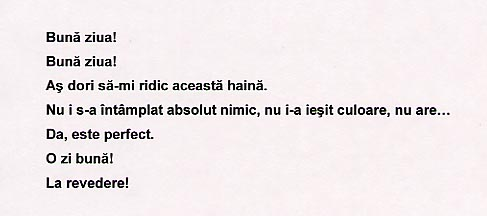 Bună ziua!
Bună ziua!
Aş dori să-mi ridic această haină.
Nu i s-a întâmplat absolut nimic, nu i-a ieşit culoare, nu are…
Da, este perfect.
O zi bună!
La revedere!